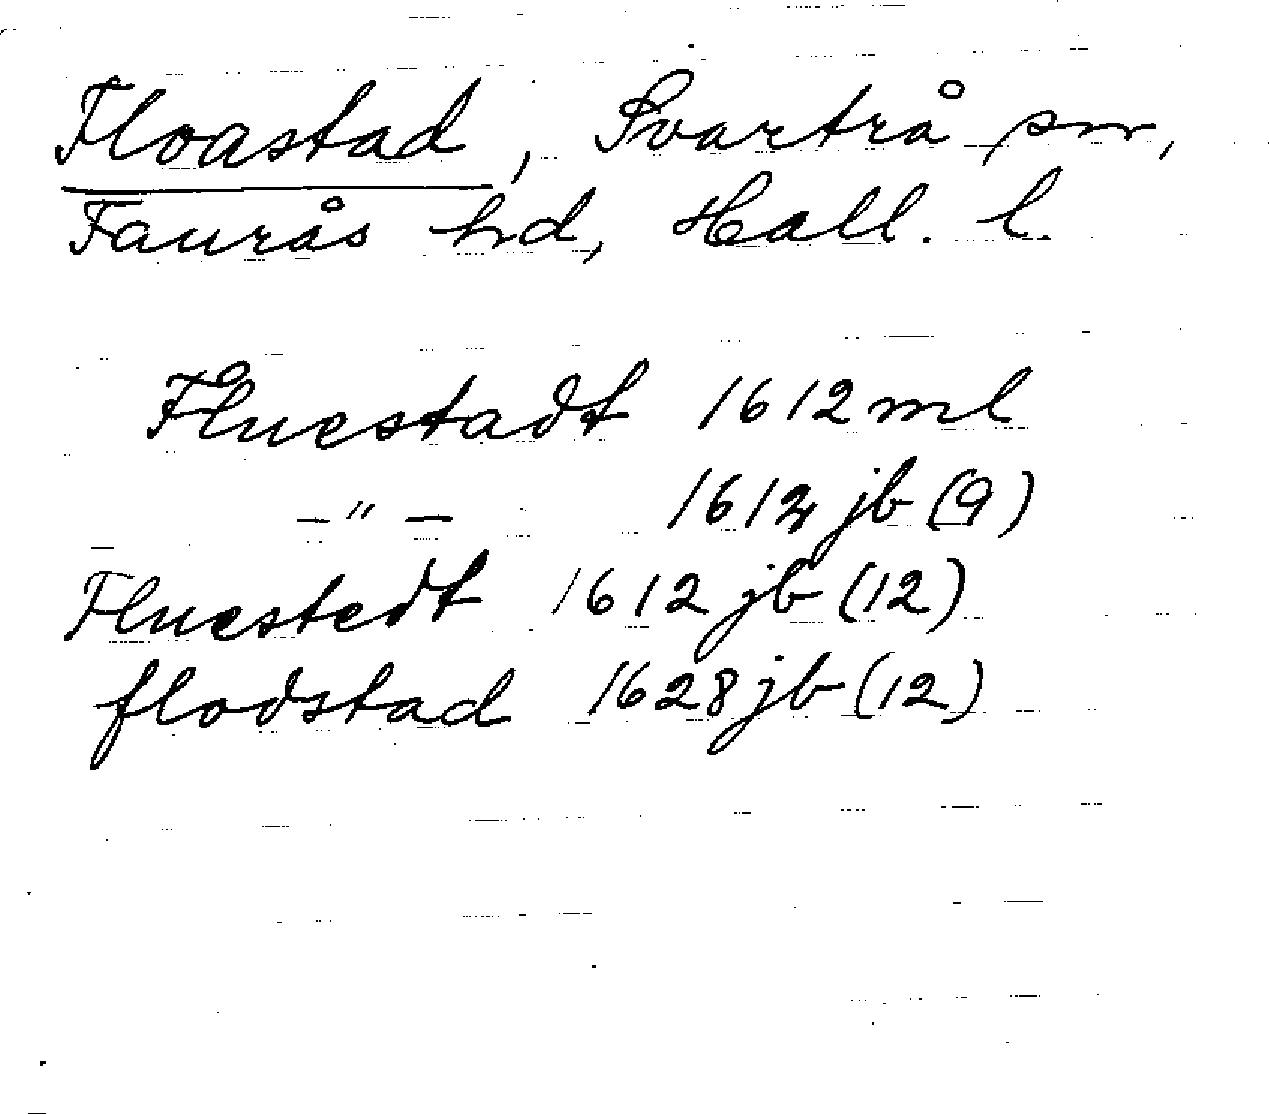 Floastad, Svartrå sn,
Faurås hd, Hall. l.
Fluestadt 1612 ml
— " — 1612 jb (9)
Fluestedt 1612 jb (12)
flodstad 1628 jb (12)